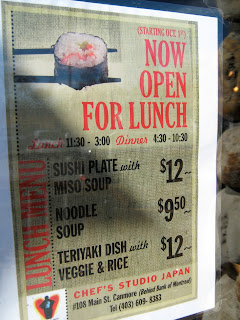 (STARTING OCT. 1ST)
NOW
OPEN
FOR LUNCH
Lunch 11:30 - 3:00 Dinner 4:30 - 10:30
LUNCH MENU
SUSHI PLATE with
MISO SOUP
$12~
NOODLE
SOUP
$9.50~
TERIYAKI DISH with
VEGGIE & RICE
$12~
CHEF'S STUDIO JAPAN
#108 Main St. Canmore (Behind Bank of Montreal)
Tel (403) 609- 8383